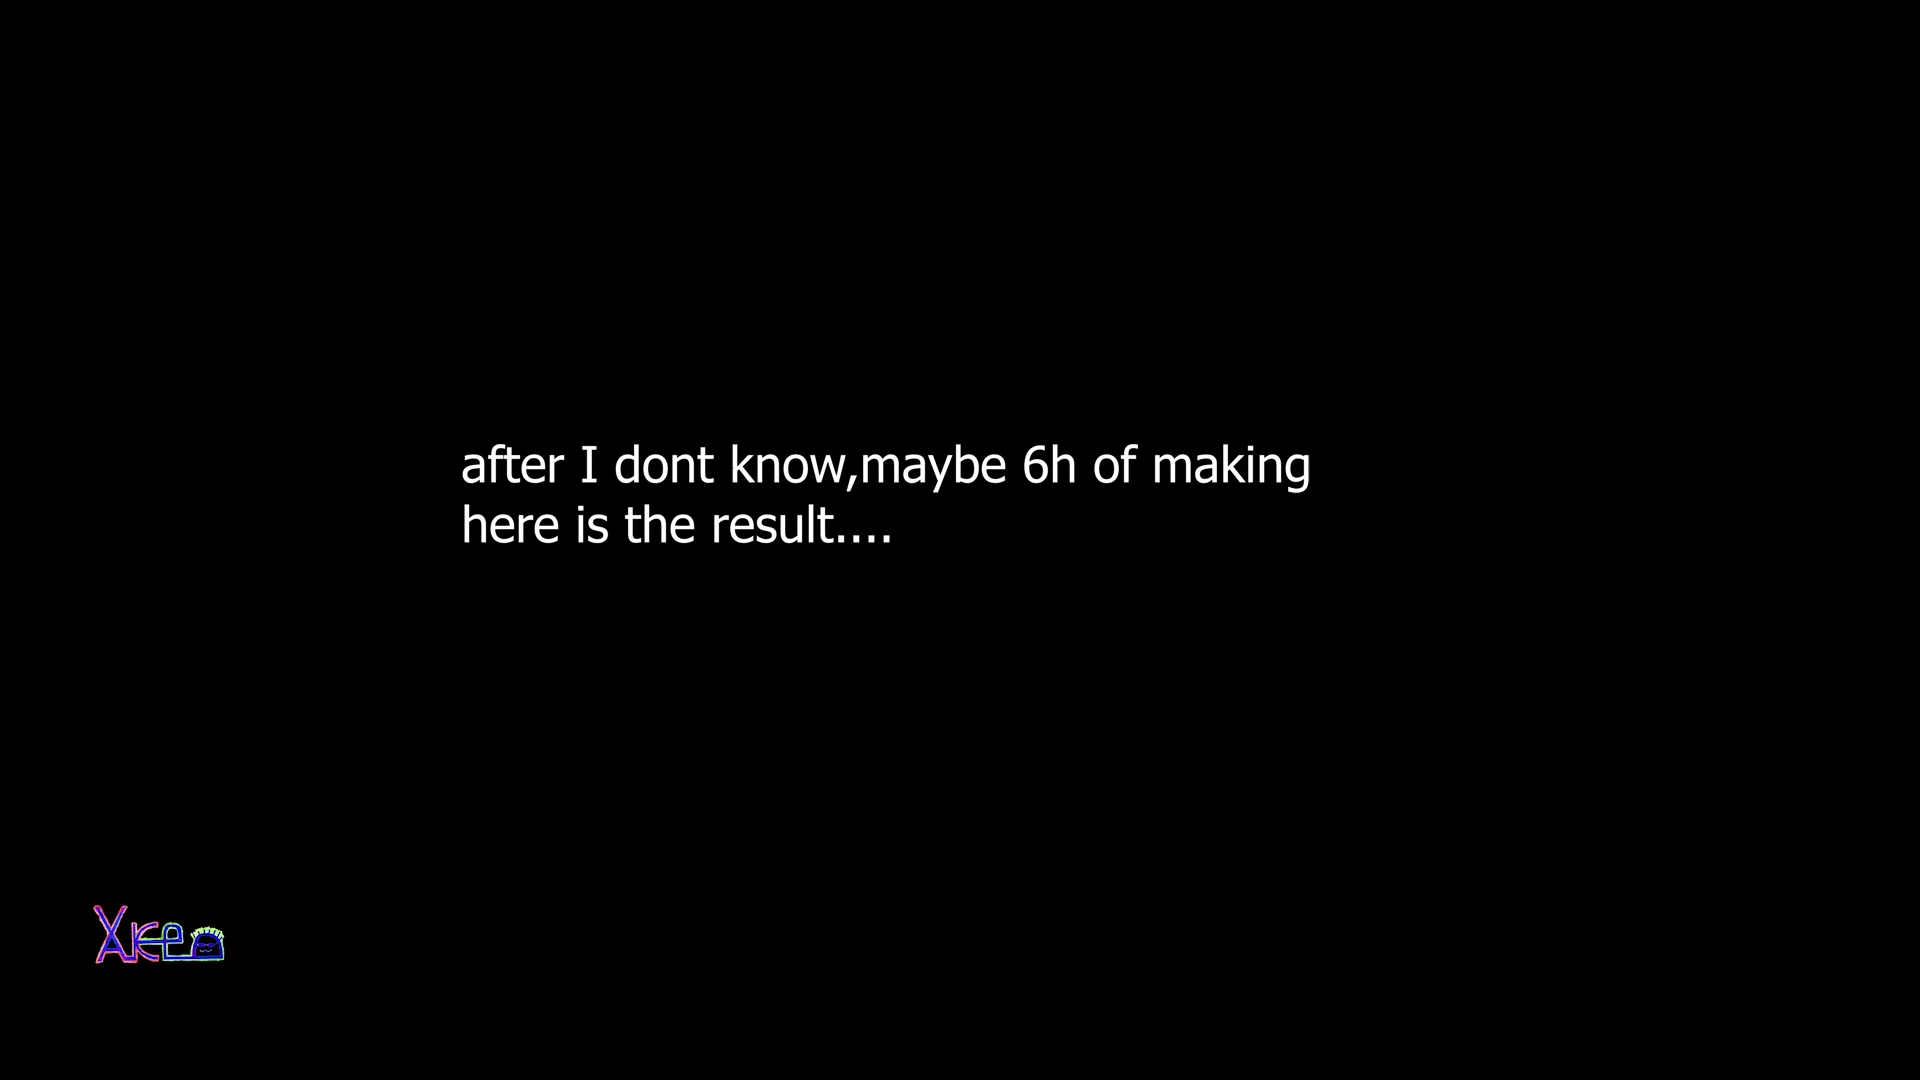 after I dont know,maybe 6h of making
here is the result....